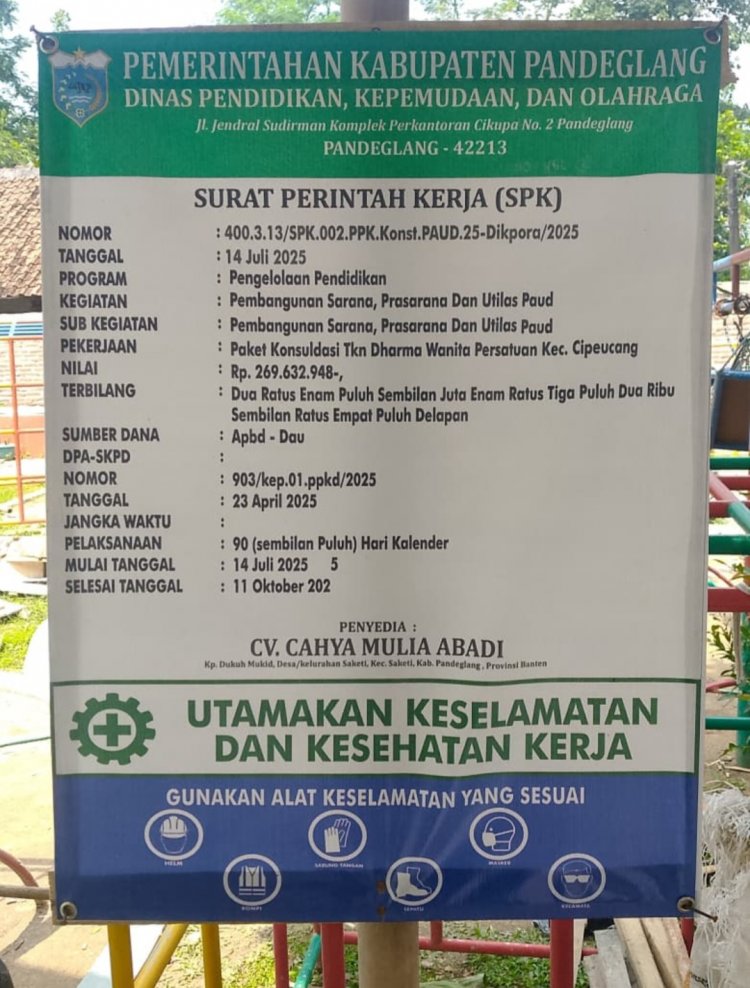 PEMERINTAHAN KABUPATEN PANDEGLANG
DINAS PENDIDIKAN, KEPEMUDAAN, DAN OLAHRAGA
Jl. Jendral Sudirman Komplek Perkantoran Cikupa No. 2 Pandeglang
PANDEGLANG - 42213
SURAT PERINTAH KERJA (SPK)
NOMOR : 400.3.13/SPK.002.PPK.Konst.PAUD.25-Dikpora/2025
TANGGAL : 14 Juli 2025
PROGRAM : Pengelolaan Pendidikan
KEGIATAN : Pembangunan Sarana, Prasarana Dan Utilas Paud
SUB KEGIATAN : Pembangunan Sarana, Prasarana Dan Utilas Paud
PEKERJAAN : Paket Konsuldasi Tkn Dharma Wanita Persatuan Kec. Cipeucang
NILAI : Rp. 269.632.948-,
TERBILANG : Dua Ratus Enam Puluh Sembilan Juta Enam Ratus Tiga Puluh Dua Ribu
Sembilan Ratus Empat Puluh Delapan
SUMBER DANA : Apbd - Dau
DPA-SKPD :
NOMOR : 903/kep.01.ppkd/2025
TANGGAL : 23 April 2025
JANGKA WAKTU :
PELAKSANAAN : 90 (sembilan Puluh) Hari Kalender
MULAI TANGGAL : 14 Juli 2025 5
SELESAI TANGGAL : 11 Oktober 202
PENYEDIA :
CV. CAHYA MULIA ABADI
Kp. Dukuh Mukid, Desa/kelurahan Saketi, Kec. Saketi, Kab. Pandeglang, Provinsi Banten
UTAMAKAN KESELAMATAN
DAN KESEHATAN KERJA
GUNAKAN ALAT KESELAMATAN YANG SESUAI
HELM
SARUNG TANGAN
MASKER
ROMPI
SEPATU
KACAMATA